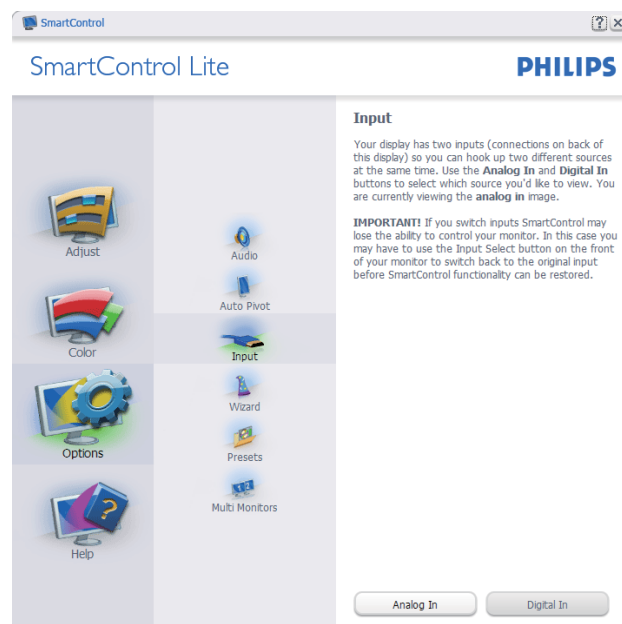 SmartControl
?
SmartControl Lite
PHILIPS
Adjust
Color
Options
Help
Audio
Auto Pivot
Input
Wizard
Presets
Multi Monitors
Input
Your display has two inputs (connections on back of
this display) so you can hook up two different sources
at the same time. Use the Analog In and Digital In
buttons to select which source you'd like to view. You
are currently viewing the analog in image.
IMPORTANT! If you switch inputs SmartControl may
lose the ability to control your monitor. In this case you
may have to use the Input Select button on the front
of your monitor to switch back to the original input
before SmartControl functionality can be restored.
Analog In
Digital In